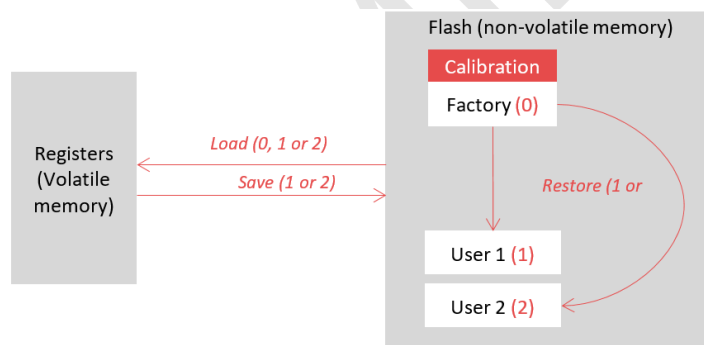 Flash (non-volatile memory)
Calibration
Factory (0)
Load (0, 1 or 2)
Registers
(Volatile
memory)
Save (1 or 2)
Restore (1 or
User 1 (1)
User 2 (2)